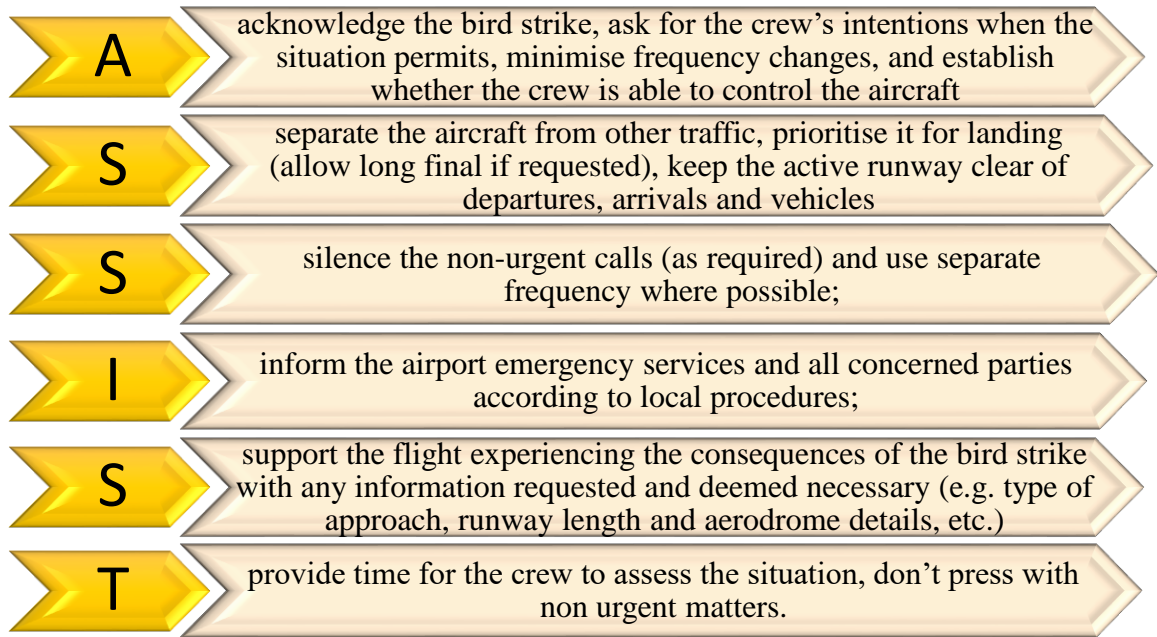 A
acknowledge the bird strike, ask for the crew’s intentions when the
situation permits, minimise frequency changes, and establish
whether the crew is able to control the aircraft
S
separate the aircraft from other traffic, prioritise it for landing
(allow long final if requested), keep the active runway clear of
departures, arrivals and vehicles
S
silence the non-urgent calls (as required) and use separate
frequency where possible;
I
inform the airport emergency services and all concerned parties
according to local procedures;
S
support the flight experiencing the consequences of the bird strike
with any information requested and deemed necessary (e.g. type of
approach, runway length and aerodrome details, etc.)
T
provide time for the crew to assess the situation, don’t press with
non urgent matters.